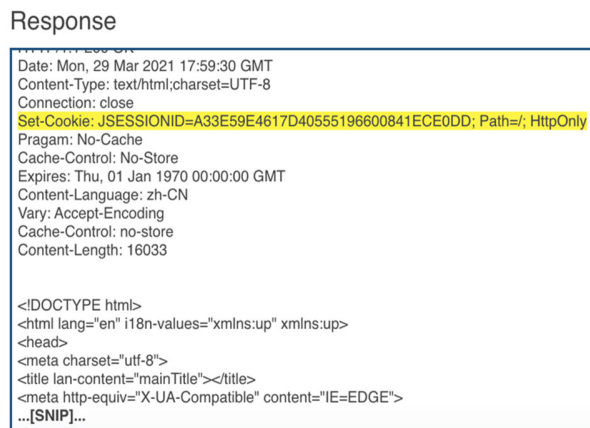 Response
Date: Mon, 29 Mar 2021 17:59:30 GMT
Content-Type: text/html;charset=UTF-8
Connection: close
Set-Cookie: JSESSIONID=A33E59E4617D40555196600841ECE0DD; Path=/; HttpOnly
Pragam: No-Cache
Cache-Control: No-Store
Expires: Thu, 01 Jan 1970 00:00:00 GMT
Content-Language: zh-CN
Vary: Accept-Encoding
Cache-Control: no-store
Content-Length: 16033
<!DOCTYPE html>
<html lang="en" i18n-values="xmlns:up" xmlns:up>
<head>
<meta charset="utf-8">
<title lan-content="mainTitle"></title>
<meta http-equiv="X-UA-Compatible" content="IE=EDGE">
...[SNIP]...